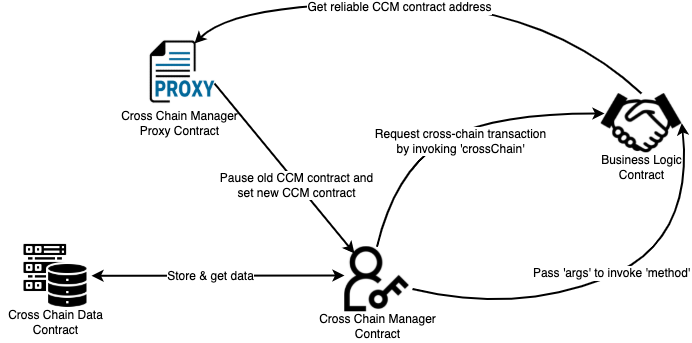 Get reliable CCM contract address
PROXY
Cross Chain Manager
Proxy Contract
Request cross-chain transaction
by invoking 'crossChain'
Business Logic
Contract
Pause old CCM contract and
set new CCM contract
Store & get data
Pass 'args' to invoke 'method'
Cross Chain Data
Contract
Cross Chain Manager
Contract